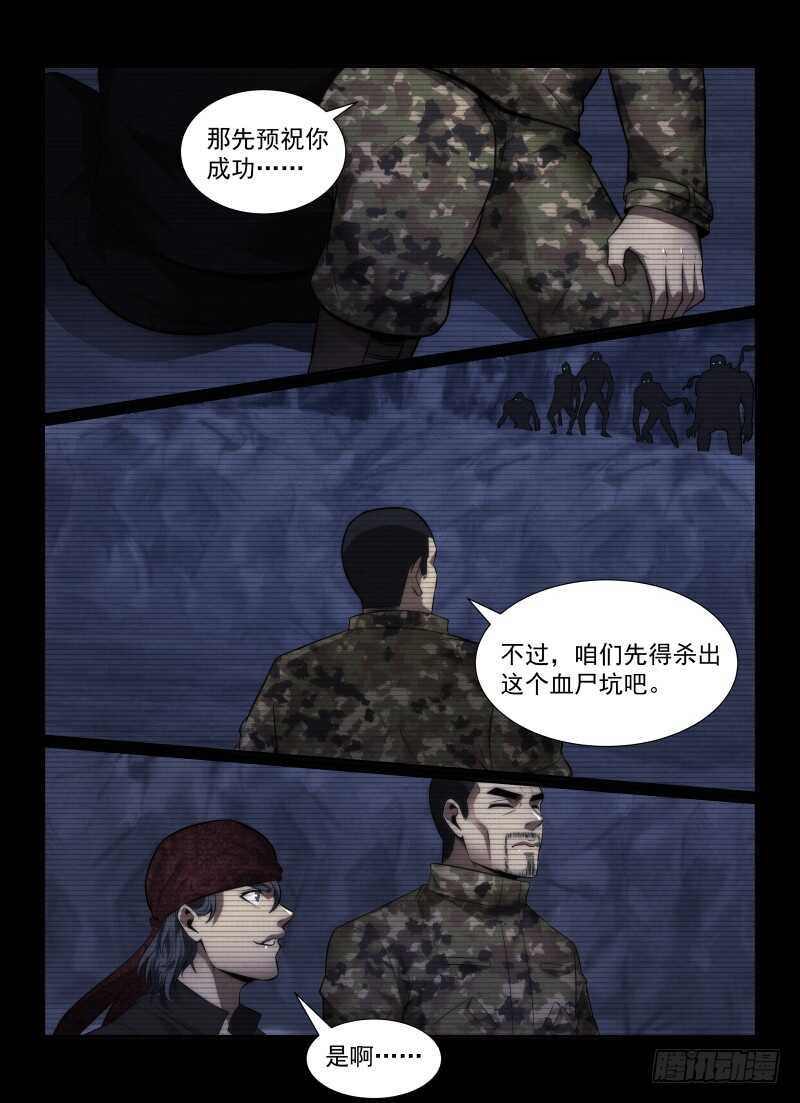 那先预祝你
成功……
不过，咱们先得杀出
这个血尸坑吧。
是啊……
腾讯动漫